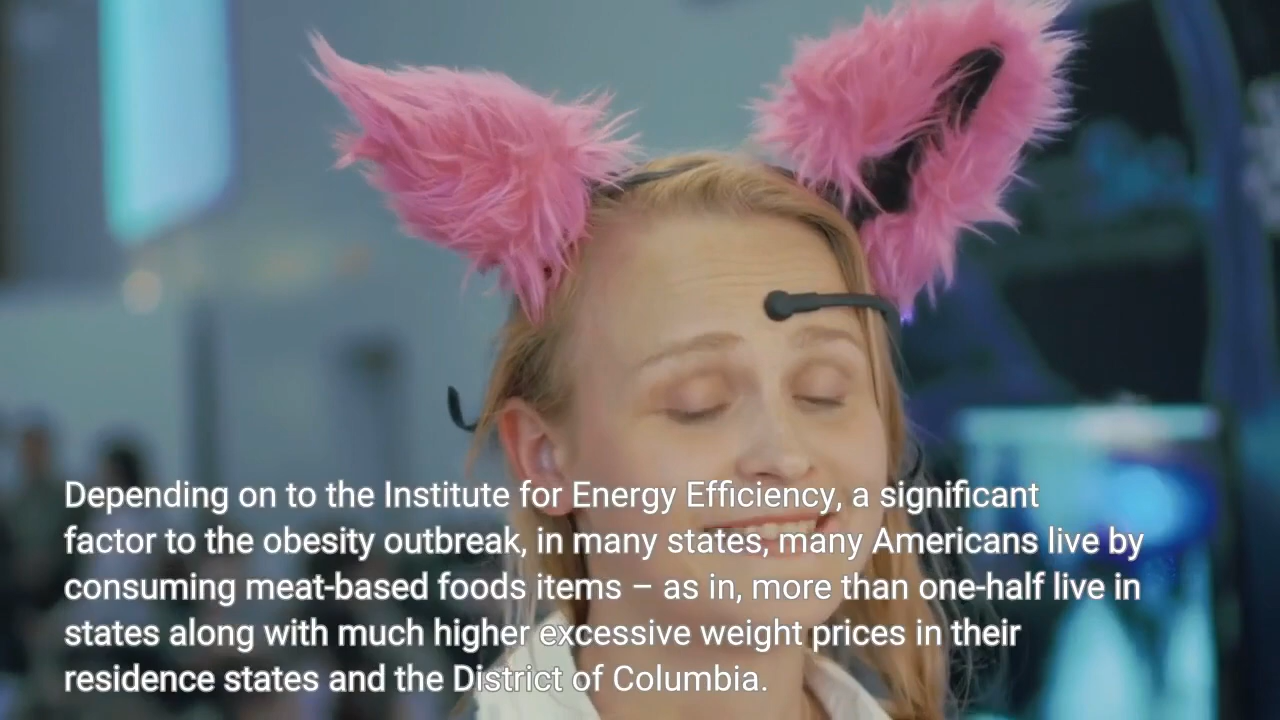 Depending on to the Institute for Energy Efficiency, a significant
factor to the obesity outbreak, in many states, many Americans live by
consuming meat-based foods items – as in, more than one-half live in
states along with much higher excessive weight prices in their
residence states and the District of Columbia.